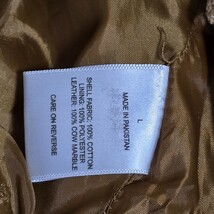 L
MADE IN PAKISTAN
SHELL FABRIC: 100% COTTON
LINING: 100% POLYESTER
LEATHER: 100% COW MARBLE
CARE ON REVERSE